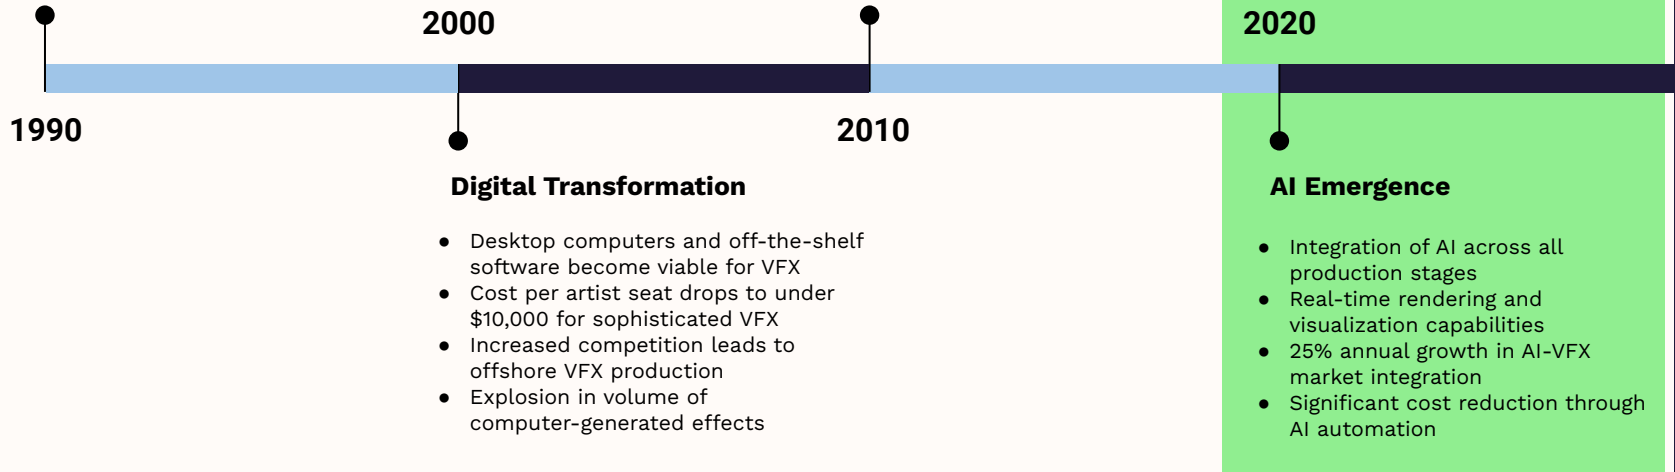 2000
2020
1990
2010
Digital Transformation
● Desktop computers and off-the-shelf
software become viable for VFX
● Cost per artist seat drops to under
$10,000 for sophisticated VFX
● Increased competition leads to
offshore VFX production
● Explosion in volume of
computer-generated effects
AI Emergence
● Integration of AI across all
production stages
● Real-time rendering and
visualization capabilities
● 25% annual growth in AI-VFX
market integration
● Significant cost reduction through
AI automation